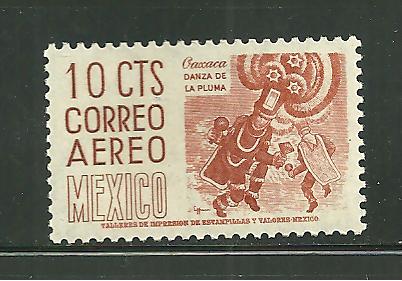 10 CTS
CORREO
AEREO
MEXICO
Oaxaca
DANZA DE
LA PLUMA
TALLERES DE IMPRESION DE ESTAMPILLAS Y VALORES-MEXICO.